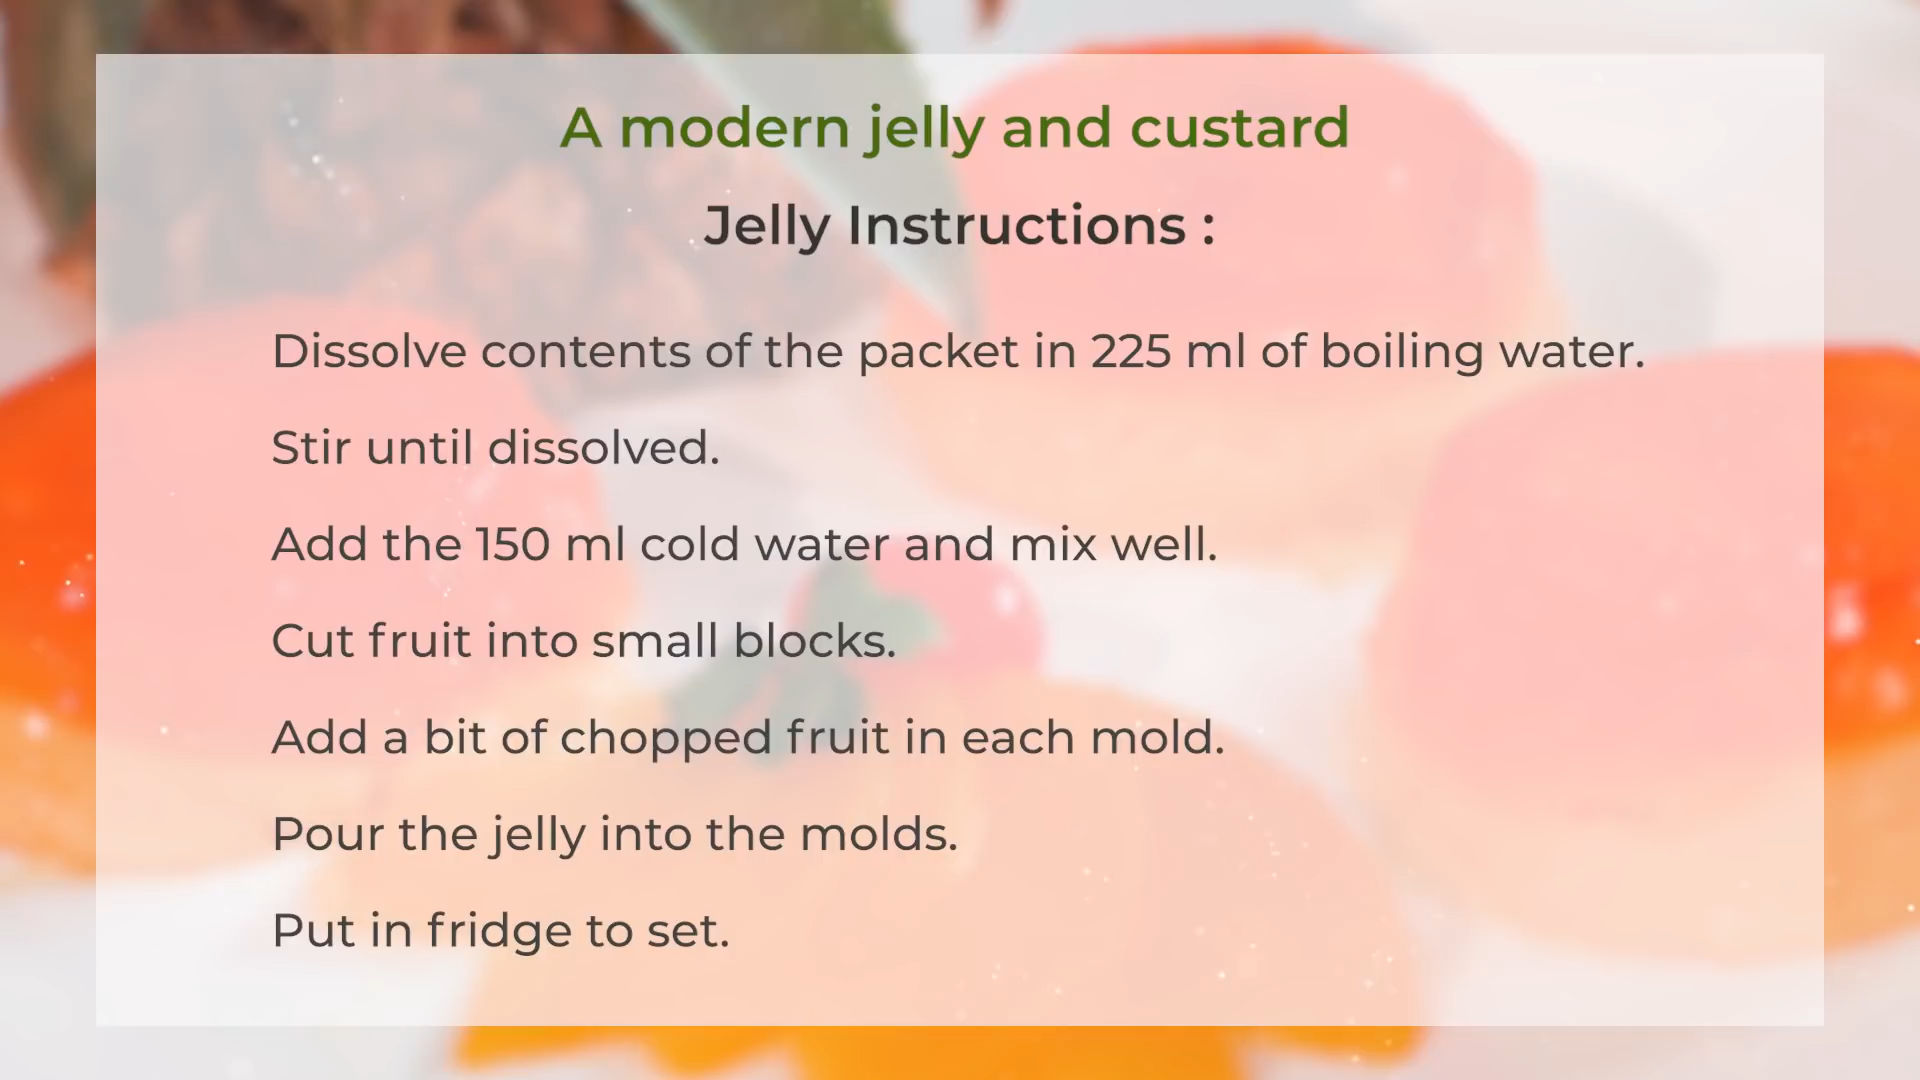 A modern jelly and custard
Jelly Instructions :
Dissolve contents of the packet in 225 ml of boiling water.
Stir until dissolved.
Add the 150 ml cold water and mix well.
Cut fruit into small blocks.
Add a bit of chopped fruit in each mold.
Pour the jelly into the molds.
Put in fridge to set.